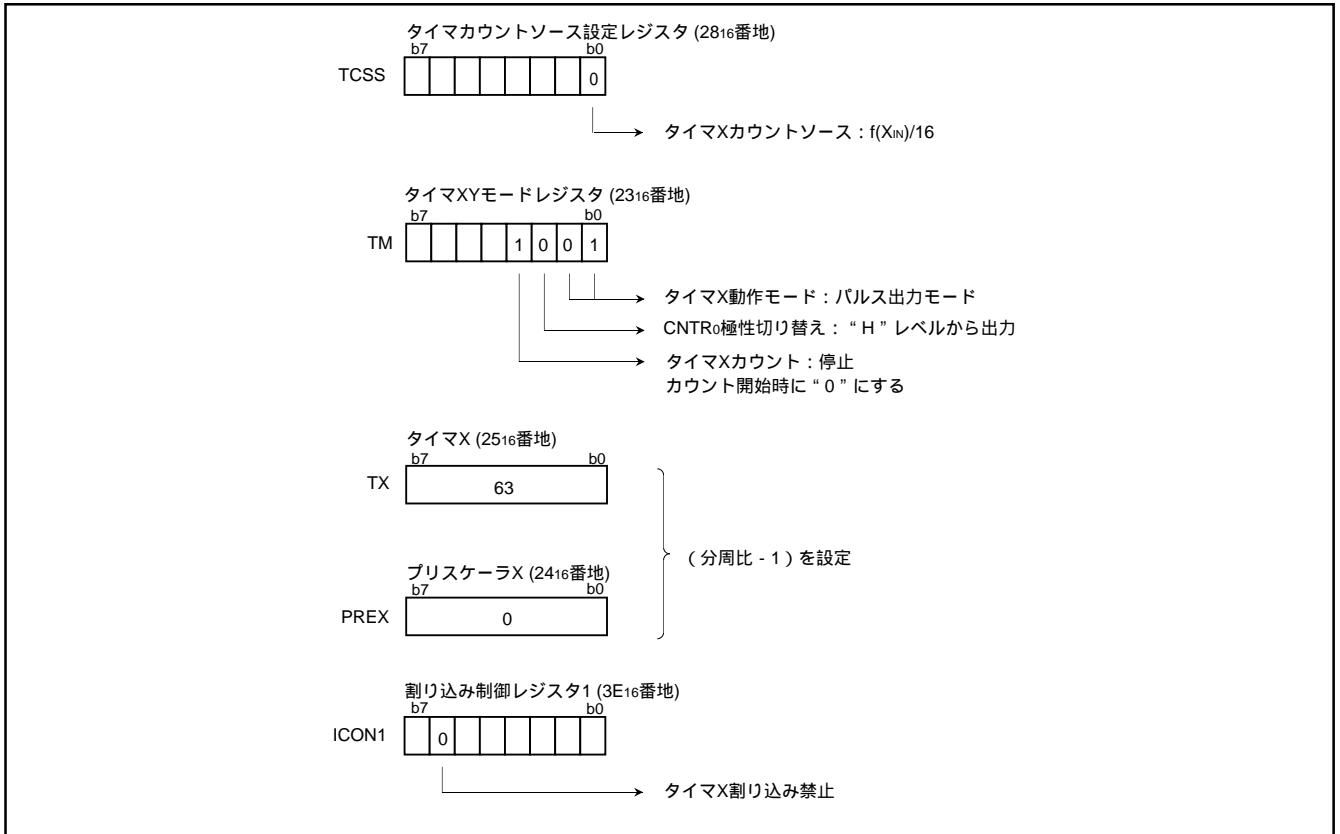 タイマカウントソース設定レジスタ (2816番地)
b7 b0
TCSS 0
タイマXカウントソース：f(XIN)/16
タイマXYモードレジスタ (2316番地)
b7 b0
TM 1 0 0 1
タイマX動作モード：パルス出力モード
CNTR0極性切り替え：“H”レベルから出力
タイマXカウント：停止
カウント開始時に“0”にする
タイマX (2516番地)
b7 b0
TX 63
（分周比 - 1）を設定
プリスケーラX (2416番地)
b7 b0
PREX 0
割り込み制御レジスタ1 (3E16番地)
b7 b0
ICON1 0
タイマX割り込み禁止